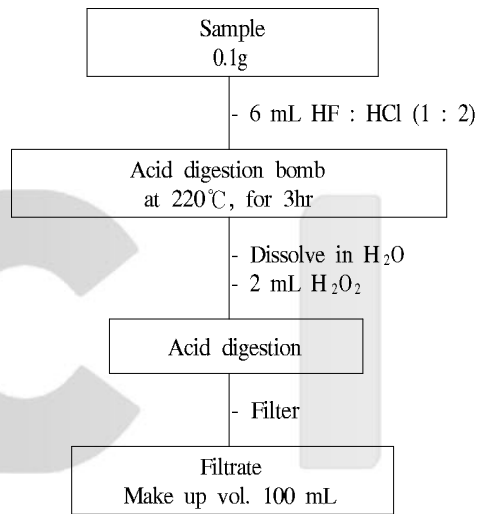 Sample
0.1g
- 6 mL HF : HCl (1 : 2)
Acid digestion bomb
at 220℃, for 3hr
- Dissolve in H₂O
- 2 mL H₂O₂
Acid digestion
- Filter
Filtrate
Make up vol. 100 mL